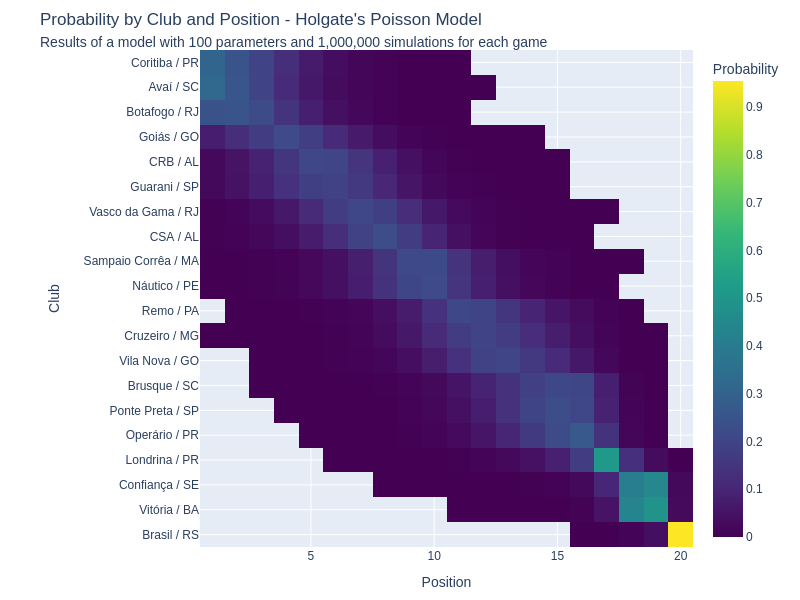 Probability by Club and Position - Holgate's Poisson Model
Results of a model with 100 parameters and 1,000,000 simulations for each game
Probability
Club
Coritiba / PR
Avaí / SC
Botafogo / RJ
Goiás / GO
CRB / AL
Guarani / SP
Vasco da Gama / RJ
CSA / AL
Sampaio Corrêa / MA
Náutico / PE
Remo / PA
Cruzeiro / MG
Vila Nova / GO
Brusque / SC
Ponte Preta / SP
Operário / PR
Londrina / PR
Confiança / SE
Vitória / BA
Brasil / RS
0.9
0.8
0.7
0.6
0.5
0.4
0.3
0.2
0.1
0
5
10
15
20
Position